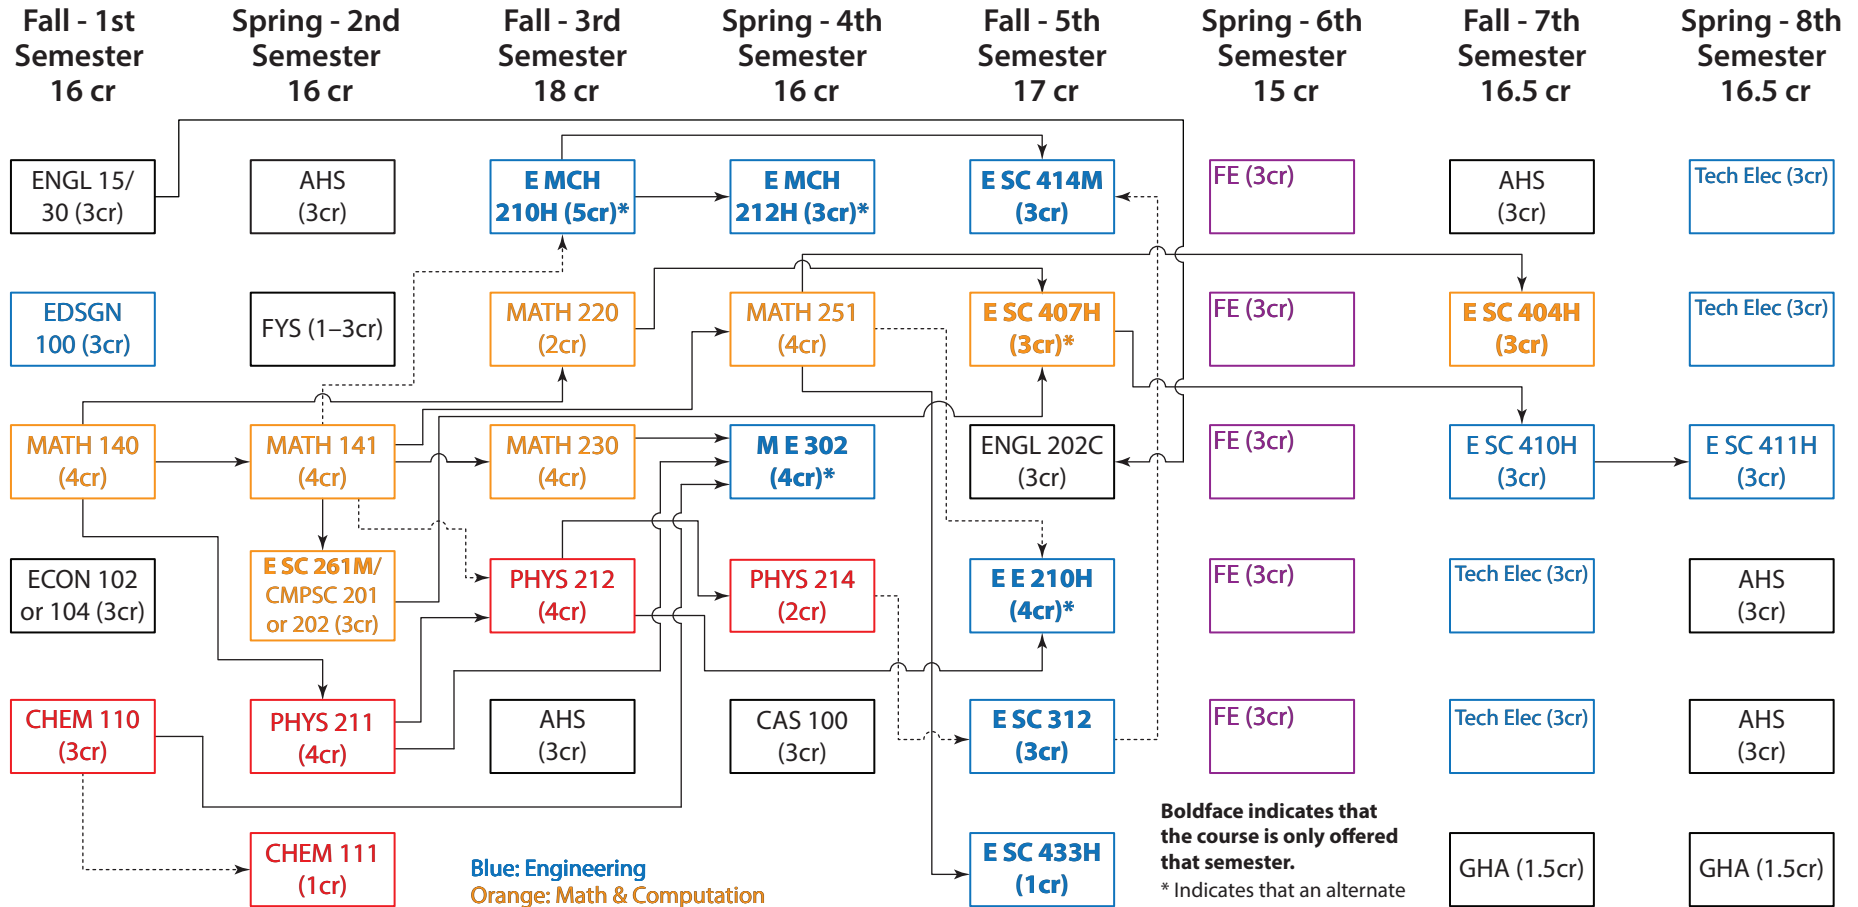 Fall - 1st
Semester
16 cr
Spring - 2nd
Semester
16 cr
Fall - 3rd
Semester
18 cr
Spring - 4th
Semester
16 cr
Fall - 5th
Semester
17 cr
Spring - 6th
Semester
15 cr
Fall - 7th
Semester
16.5 cr
Spring - 8th
Semester
16.5 cr
ENGL 15/
30 (3cr)
AHS
(3cr)
E MCH
210H (5cr)*
E MCH
212H (3cr)*
E SC 414M
(3cr)
FE (3cr)
AHS
(3cr)
Tech Elec (3cr)
EDSGN
100 (3cr)
FYS (1–3cr)
MATH 220
(2cr)
MATH 251
(4cr)
E SC 407H
(3cr)*
FE (3cr)
E SC 404H
(3cr)
Tech Elec (3cr)
MATH 140
(4cr)
MATH 141
(4cr)
MATH 230
(4cr)
M E 302
(4cr)*
ENGL 202C
(3cr)
FE (3cr)
E SC 410H
(3cr)
E SC 411H
(3cr)
ECON 102
or 104 (3cr)
E SC 261M/
CMPSC 201
or 202 (3cr)
PHYS 212
(4cr)
PHYS 214
(2cr)
E E 210H
(4cr)*
FE (3cr)
Tech Elec (3cr)
AHS
(3cr)
CHEM 110
(3cr)
PHYS 211
(4cr)
AHS
(3cr)
CAS 100
(3cr)
E SC 312
(3cr)
FE (3cr)
Tech Elec (3cr)
AHS
(3cr)
CHEM 111
(1cr)
Blue: Engineering
Orange: Math & Computation
E SC 433H
(1cr)
Boldface indicates that
the course is only offered
that semester.
* Indicates that an alternate
GHA (1.5cr)
GHA (1.5cr)